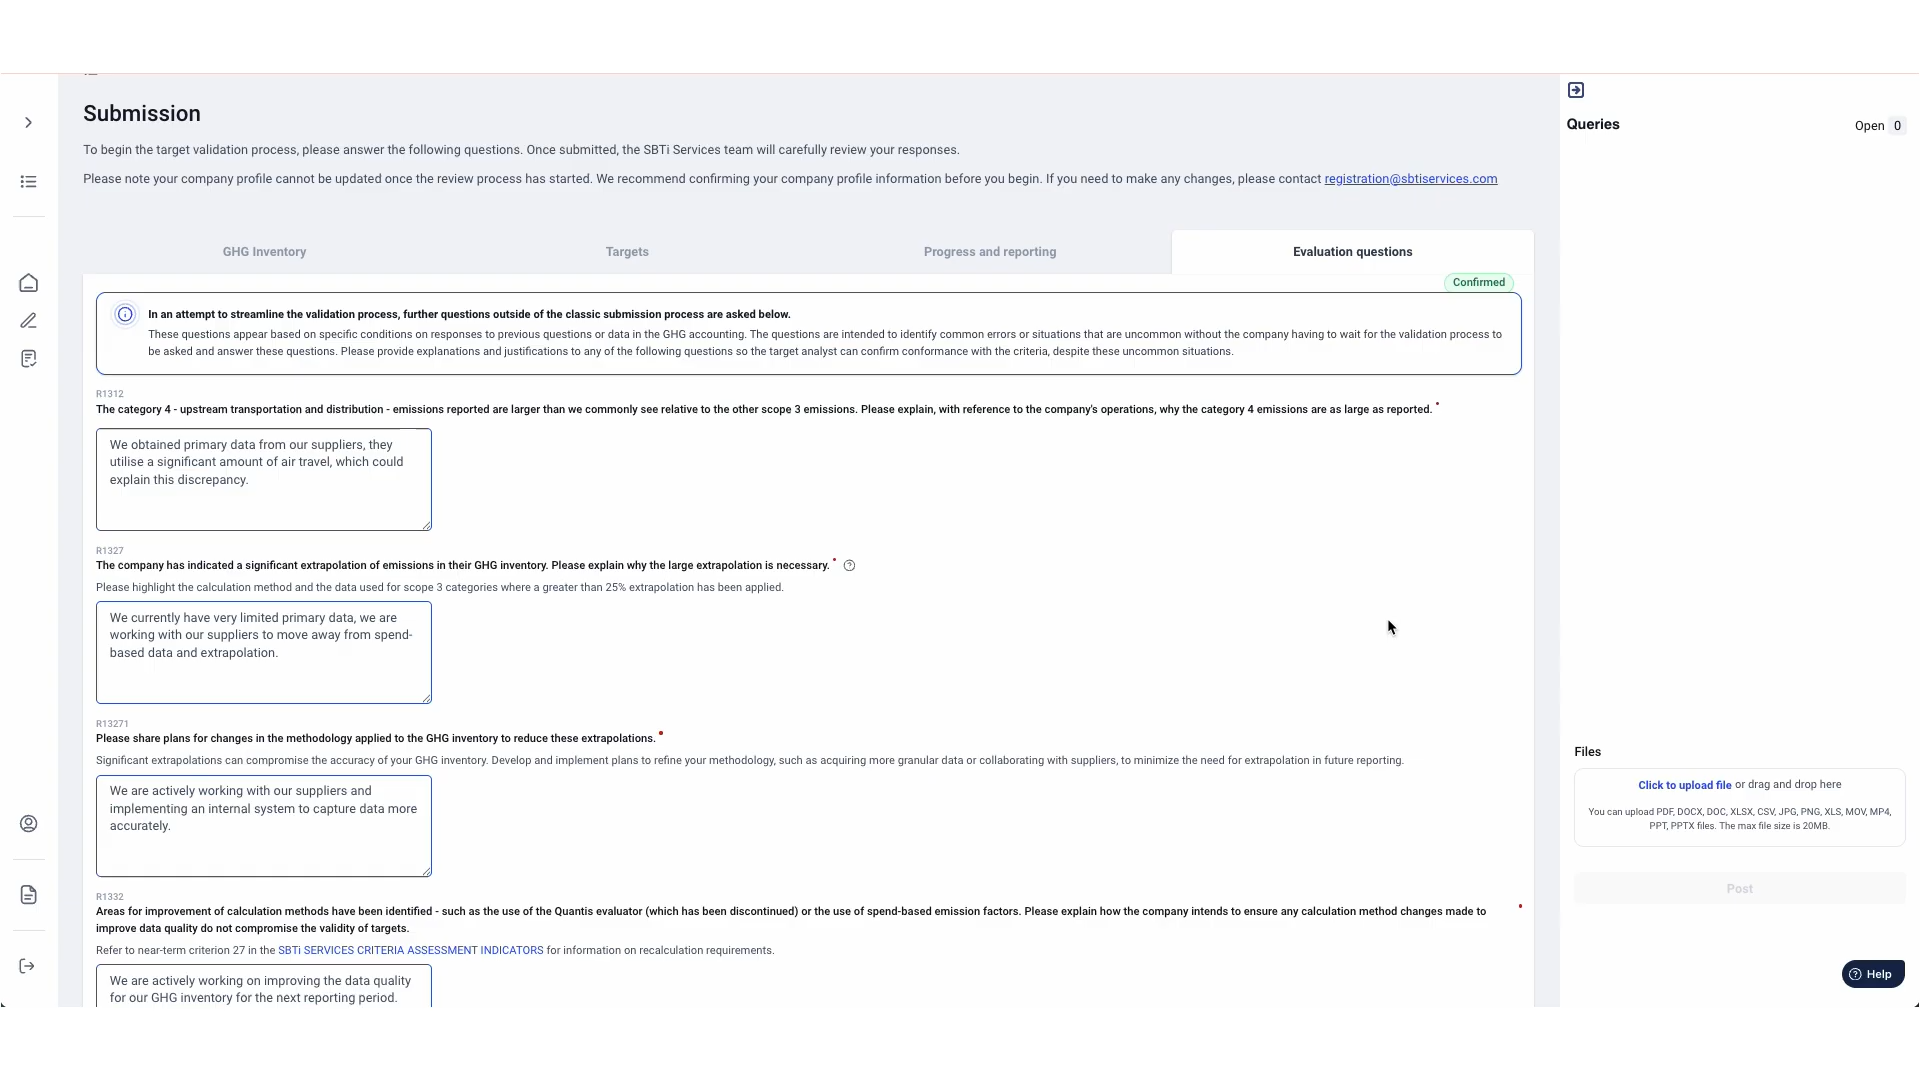 Submission
To begin the target validation process, please answer the following questions. Once submitted, the SBTi Services team will carefully review your responses.
Please note your company profile cannot be updated once the review process has started. We recommend confirming your company profile information before you begin. If you need to make any changes, please contact registration@sbtiservices.com
GHG Inventory
Targets
Progress and reporting
Evaluation questions
Confirmed
In an attempt to streamline the validation process, further questions outside of the classic submission process are asked below.
These questions appear based on specific conditions on responses to previous questions or data in the GHG accounting. The questions are intended to identify common errors or situations that are uncommon without the company having to wait for the validation process to
be asked and answer these questions. Please provide explanations and justifications to any of the following questions so the target analyst can confirm conformance with the criteria, despite these uncommon situations.
R1312
The category 4 - upstream transportation and distribution - emissions reported are larger than we commonly see relative to the other scope 3 emissions. Please explain, with reference to the company's operations, why the category 4 emissions are as large as reported.
We obtained primary data from our suppliers, they
utilise a significant amount of air travel, which could
explain this discrepancy.
R1327
The company has indicated a significant extrapolation of emissions in their GHG inventory. Please explain why the large extrapolation is necessary.
Please highlight the calculation method and the data used for scope 3 categories where a greater than 25% extrapolation has been applied.
We currently have very limited primary data, we are
working with our suppliers to move away from spend-
based data and extrapolation.
R13271
Please share plans for changes in the methodology applied to the GHG inventory to reduce these extrapolations.
Significant extrapolations can compromise the accuracy of your GHG inventory. Develop and implement plans to refine your methodology, such as acquiring more granular data or collaborating with suppliers, to minimize the need for extrapolation in future reporting.
We are actively working with our suppliers and
implementing an internal system to capture data more
accurately.
R1332
Areas for improvement of calculation methods have been identified - such as the use of the Quantis evaluator (which has been discontinued) or the use of spend-based emission factors. Please explain how the company intends to ensure any calculation method changes made to
improve data quality do not compromise the validity of targets.
Refer to near-term criterion 27 in the SBTi SERVICES CRITERIA ASSESSMENT INDICATORS for information on recalculation requirements.
We are actively working on improving the data quality
for our GHG inventory for the next reporting period.
Queries
Open 0
Files
Click to upload file or drag and drop here
You can upload PDF, DOCX, DOC, XLSX, CSV, JPG, PNG, XLS, MOV, MP4,
PPT, PPTX files. The max file size is 20MB.
Post
Help